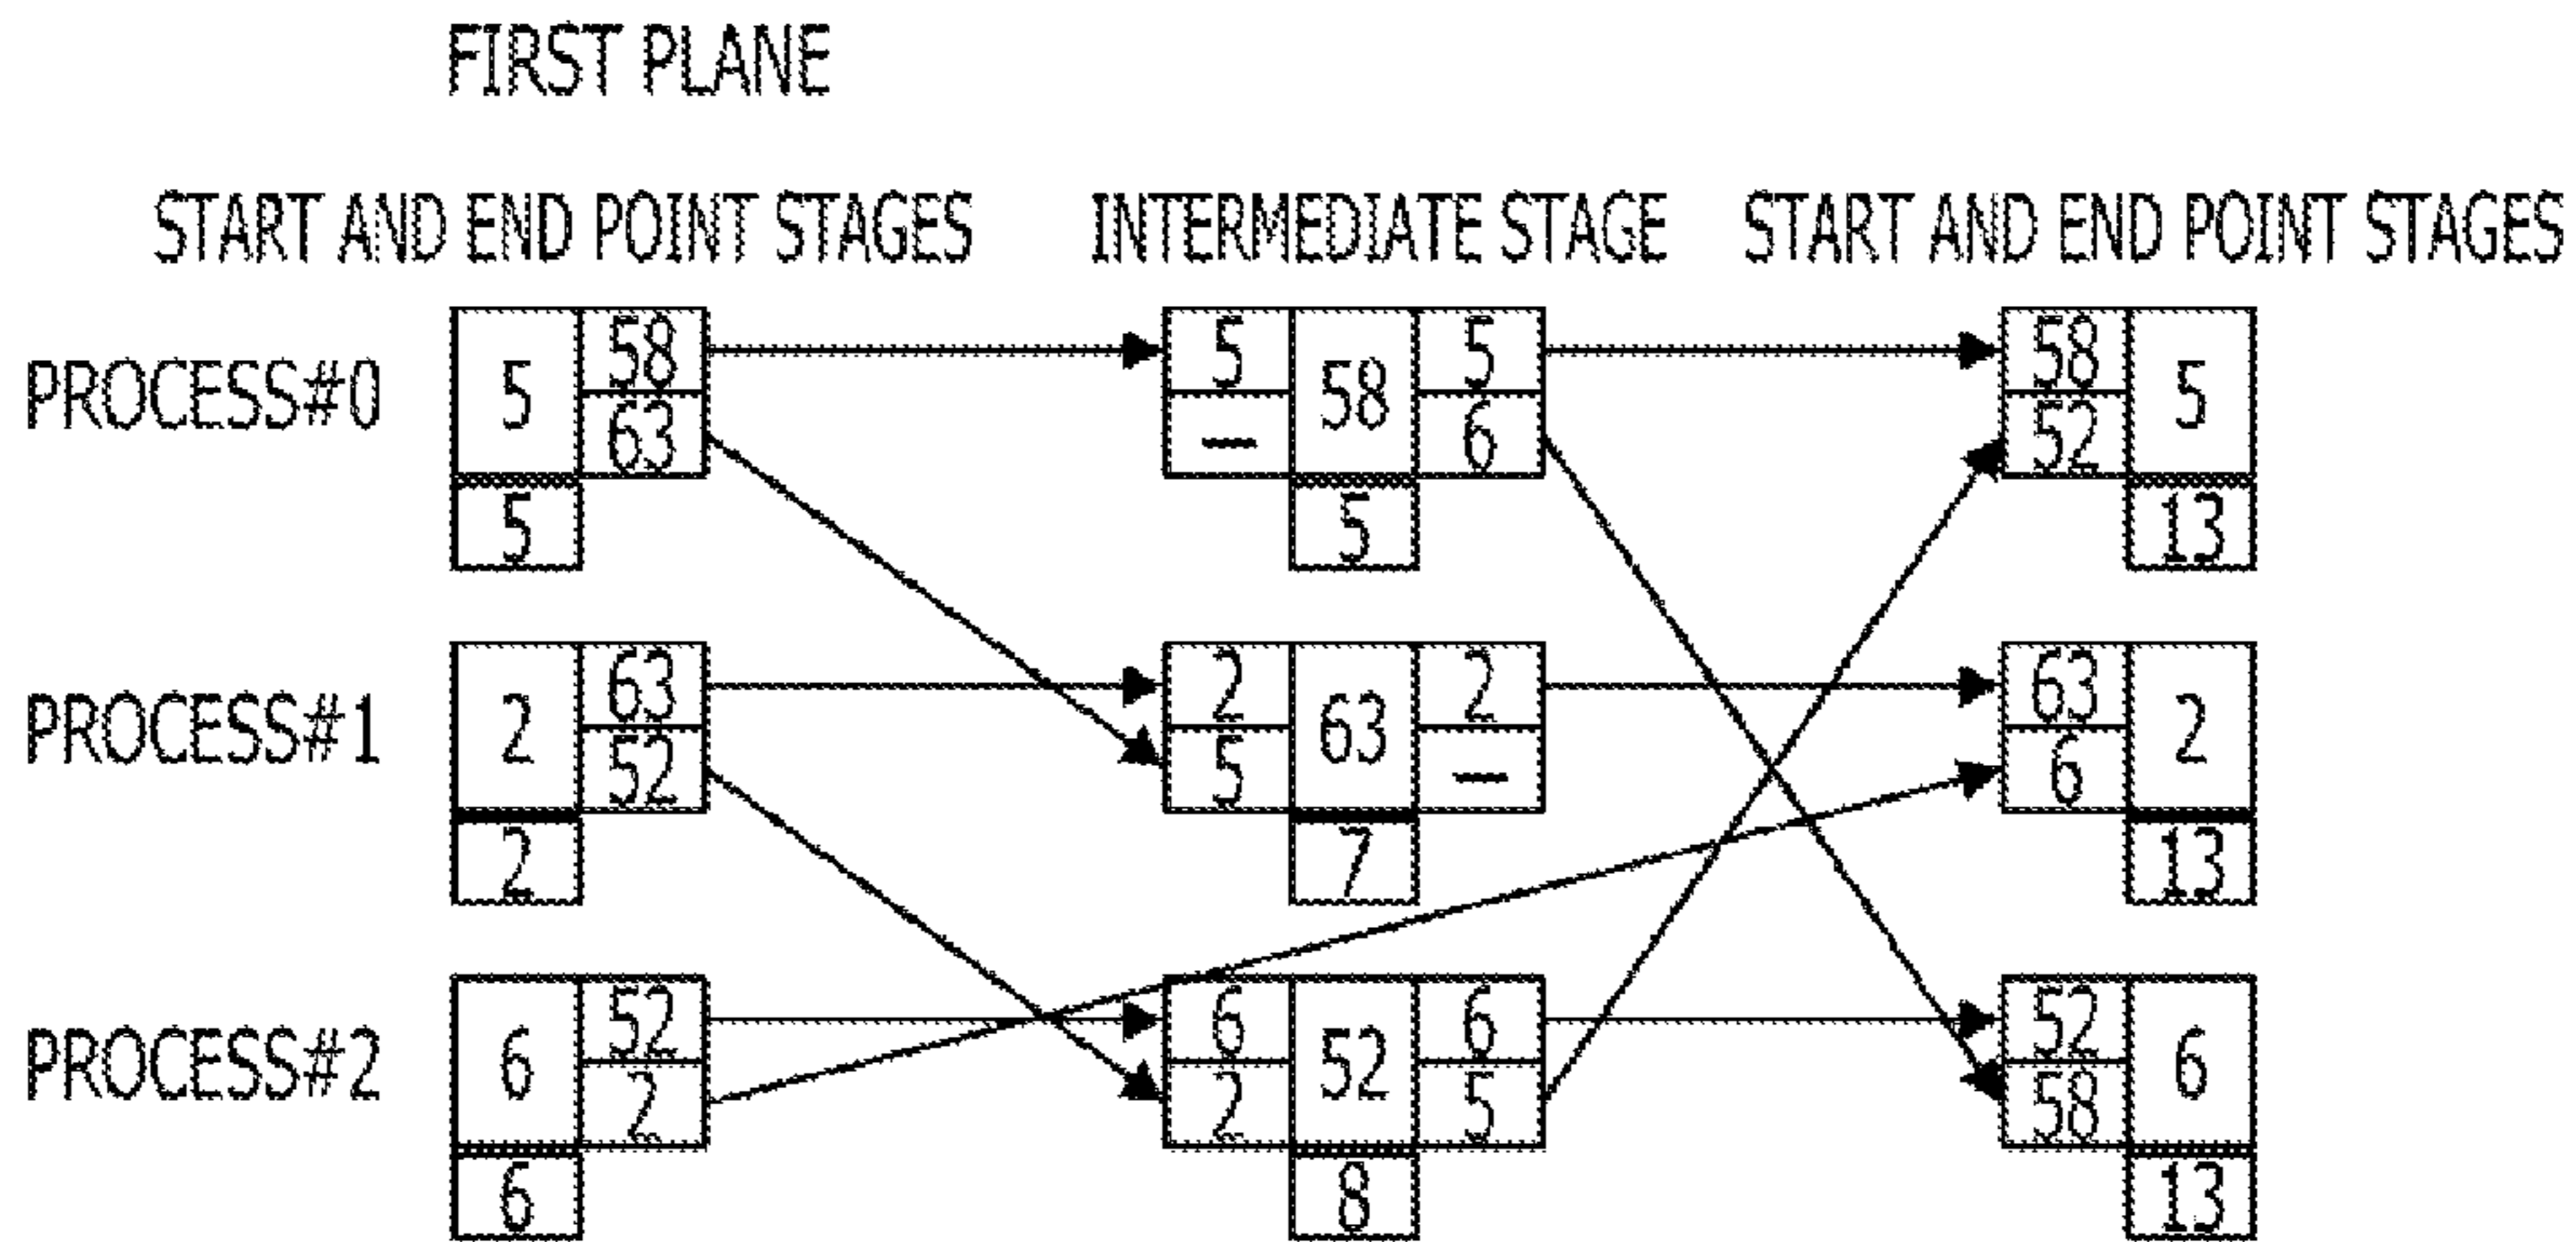 FIRST PLANE
START AND END POINT STAGES INTERMEDIATE STAGE START AND END POINT STAGES
58 5 5 58
PROCESS#0 5 58 5
63 — 6 52
5 5 13
63 2 2 63
PROCESS#1 2 63 2
52 5 — 6
2 7 13
52 6 6 52
PROCESS#2 6 52 6
2 2 5 58
6 8 13